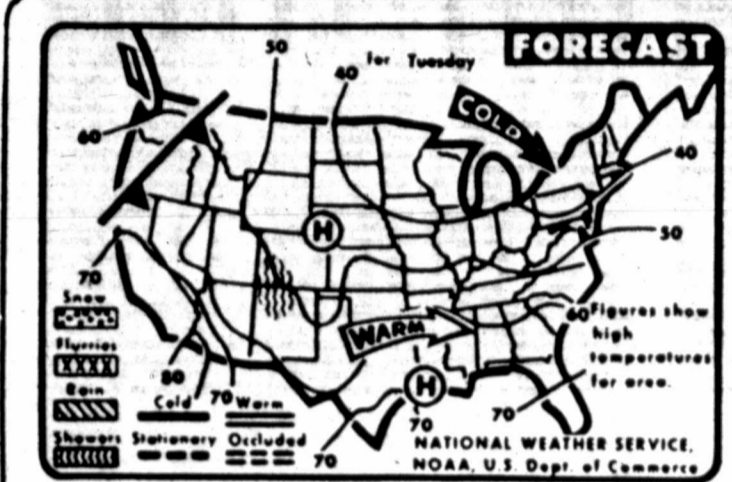 FORECAST
for Tuesday
50
40
60
COLD
40
50
H
70
Snow
Flurries
Rain
Showers
80
70
Cold Warm
Stationary Occluded
WARM
H
70
70
60
70
Figures show
high
temperatures
for area.
NATIONAL WEATHER SERVICE,
NOAA, U.S. Dept. of Commerce